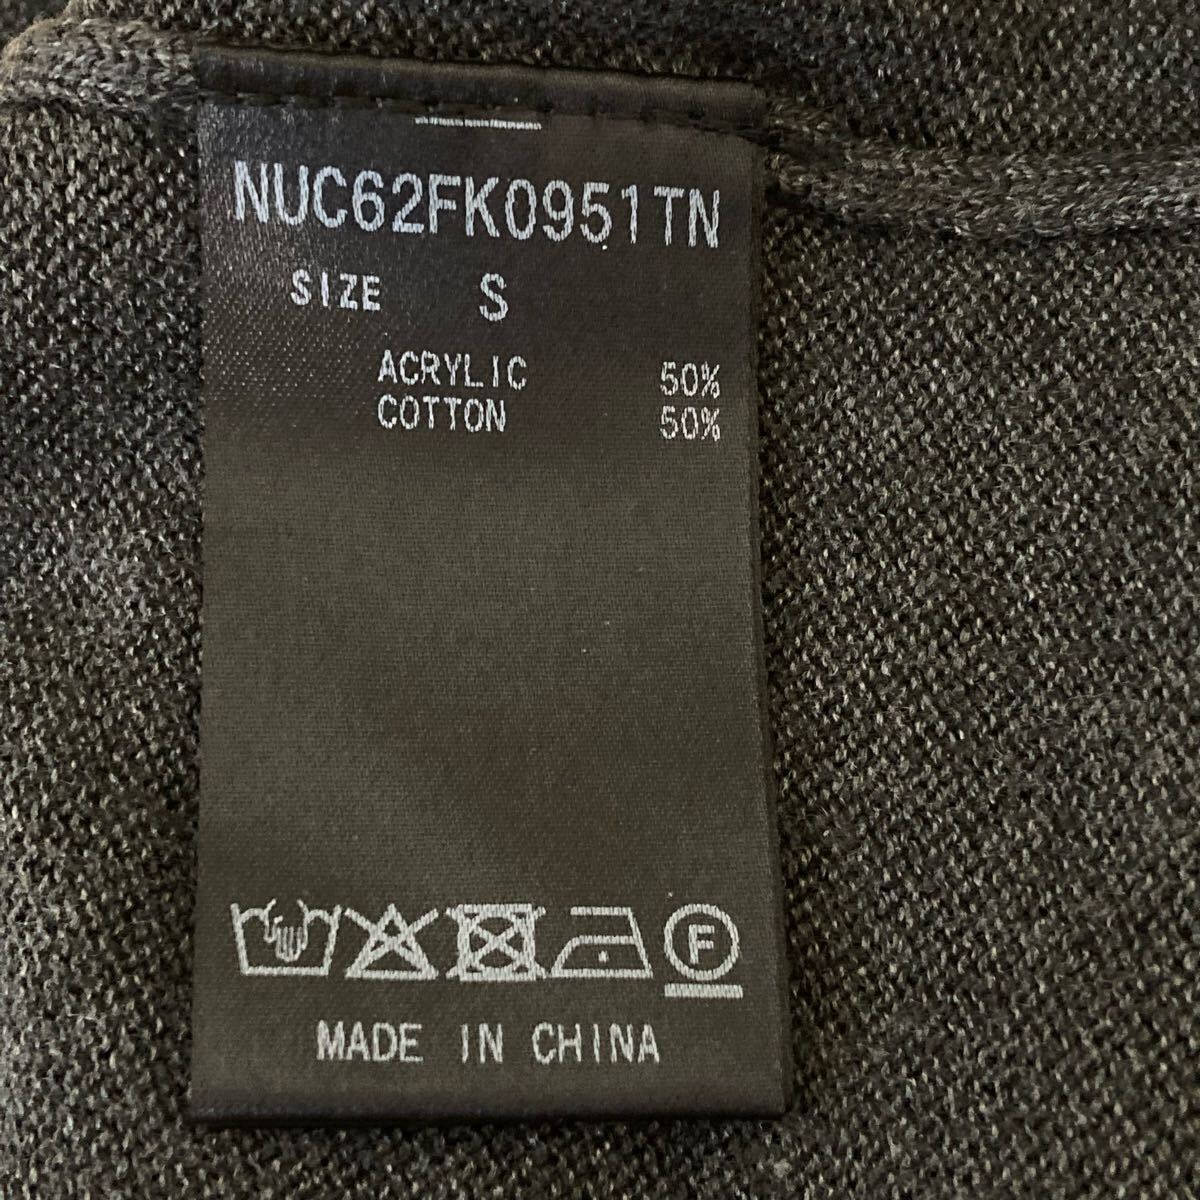 NUC62FK0951TN
SIZE S
ACRYLIC 50%
COTTON 50%
F
MADE IN CHINA